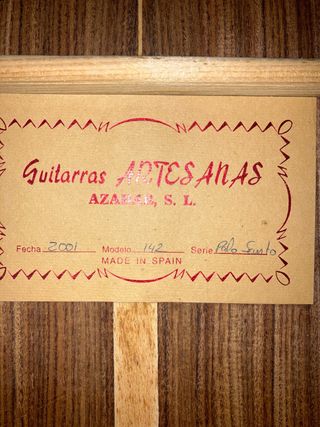 Guitarras ARTESANAS
AZAHAR, S. L.
Fecha 2001 Modelo 142 Serie Palo Santo
MADE IN SPAIN